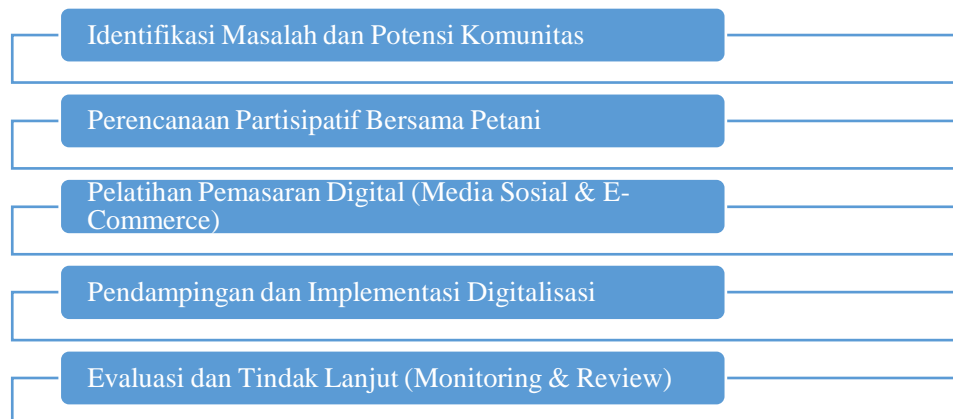 Identifikasi Masalah dan Potensi Komunitas
Perencanaan Partisipatif Bersama Petani
Pelatihan Pemasaran Digital (Media Sosial & E-
Commerce)
Pendampingan dan Implementasi Digitalisasi
Evaluasi dan Tindak Lanjut (Monitoring & Review)